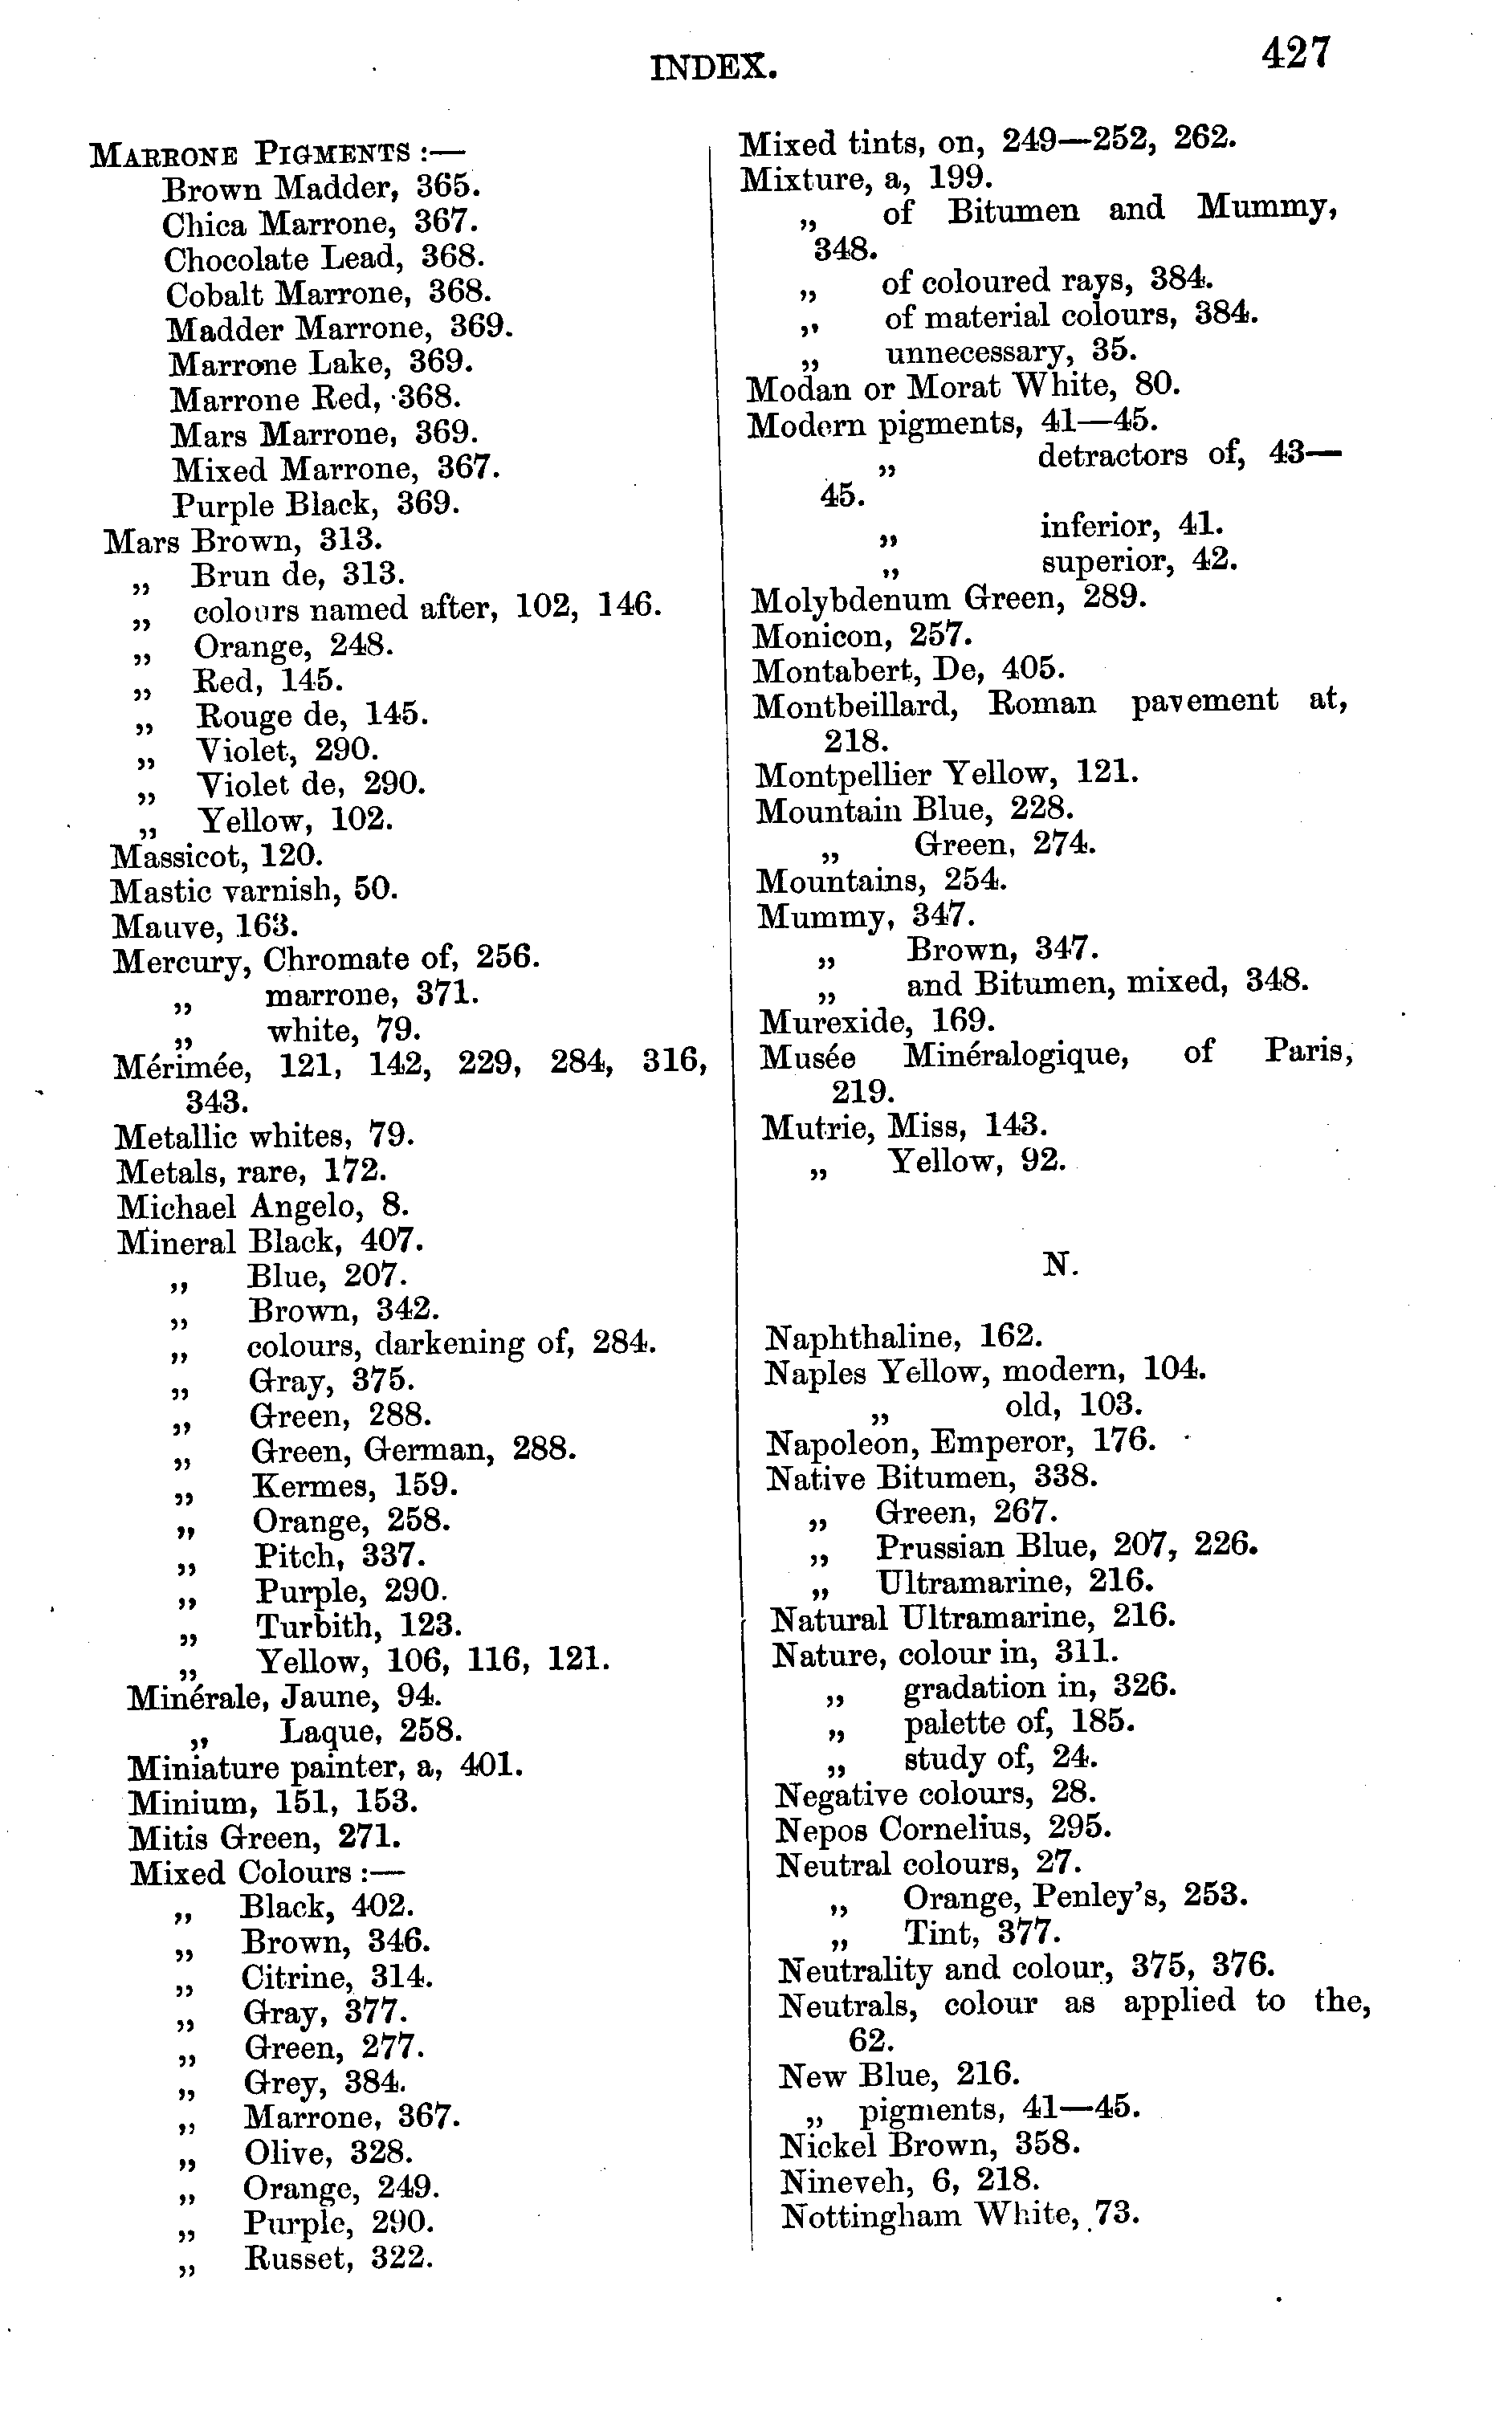 INDEX.
427
MARRONE PIGMENTS :—
Brown Madder, 365.
Chica Marrone, 367.
Chocolate Lead, 368.
Cobalt Marrone, 368.
Madder Marrone, 369.
Marrone Lake, 369.
Marrone Red, 368.
Mars Marrone, 369.
Mixed Marrone, 367.
Purple Black, 369.
Mars Brown, 313.
„ Brun de, 313.
„ colours named after, 102, 146.
„ Orange, 248.
„ Red, 145.
„ Rouge de, 145.
„ Violet, 290.
„ Violet de, 290.
„ Yellow, 102.
Massicot, 120.
Mastic varnish, 50.
Mauve, 163.
Mercury, Chromate of, 256.
„ marrone, 371.
„ white, 79.
Mérimée, 121, 142, 229, 284, 316,
343.
Metallic whites, 79.
Metals, rare, 172.
Michael Angelo, 8.
Mineral Black, 407.
„ Blue, 207.
„ Brown, 342.
„ colours, darkening of, 284.
„ Gray, 375.
„ Green, 288.
„ Green, German, 288.
„ Kermes, 159.
„ Orange, 258.
„ Pitch, 337.
„ Purple, 290.
„ Turbith, 123.
„ Yellow, 106, 116, 121.
Minérale, Jaune, 94.
„ Laque, 258.
Miniature painter, a, 401.
Minium, 151, 153.
Mitis Green, 271.
Mixed Colours :—
„ Black, 402.
„ Brown, 346.
„ Citrine, 314.
„ Gray, 377.
„ Green, 277.
„ Grey, 384.
„ Marrone, 367.
„ Olive, 328.
„ Orange, 249.
„ Purple, 290.
„ Russet, 322.
Mixed tints, on, 249—252, 262.
Mixture, a, 199.
„ of Bitumen and Mummy,
348.
„ of coloured rays, 384.
„ of material colours, 384.
„ unnecessary, 35.
Modan or Morat White, 80.
Modern pigments, 41—45.
„ detractors of, 43—
45.
„ inferior, 41.
„ superior, 42.
Molybdenum Green, 289.
Monicon, 257.
Montabert, De, 405.
Montbeillard, Roman pavement at,
218.
Montpellier Yellow, 121.
Mountain Blue, 228.
„ Green, 274.
Mountains, 254.
Mummy, 347.
„ Brown, 347.
„ and Bitumen, mixed, 348.
Murexide, 169.
Musée Minéralogique, of Paris,
219.
Mutrie, Miss, 143.
„ Yellow, 92.
N.
Naphthaline, 162.
Naples Yellow, modern, 104.
„ old, 103.
Napoleon, Emperor, 176.
Native Bitumen, 338.
„ Green, 267.
„ Prussian Blue, 207, 226.
„ Ultramarine, 216.
Natural Ultramarine, 216.
Nature, colour in, 311.
„ gradation in, 326.
„ palette of, 185.
„ study of, 24.
Negative colours, 28.
Nepos Cornelius, 295.
Neutral colours, 27.
„ Orange, Penley's, 253.
„ Tint, 377.
Neutrality and colour, 375, 376.
Neutrals, colour as applied to the,
62.
New Blue, 216.
„ pigments, 41—45.
Nickel Brown, 358.
Nineveh, 6, 218.
Nottingham White, 73.